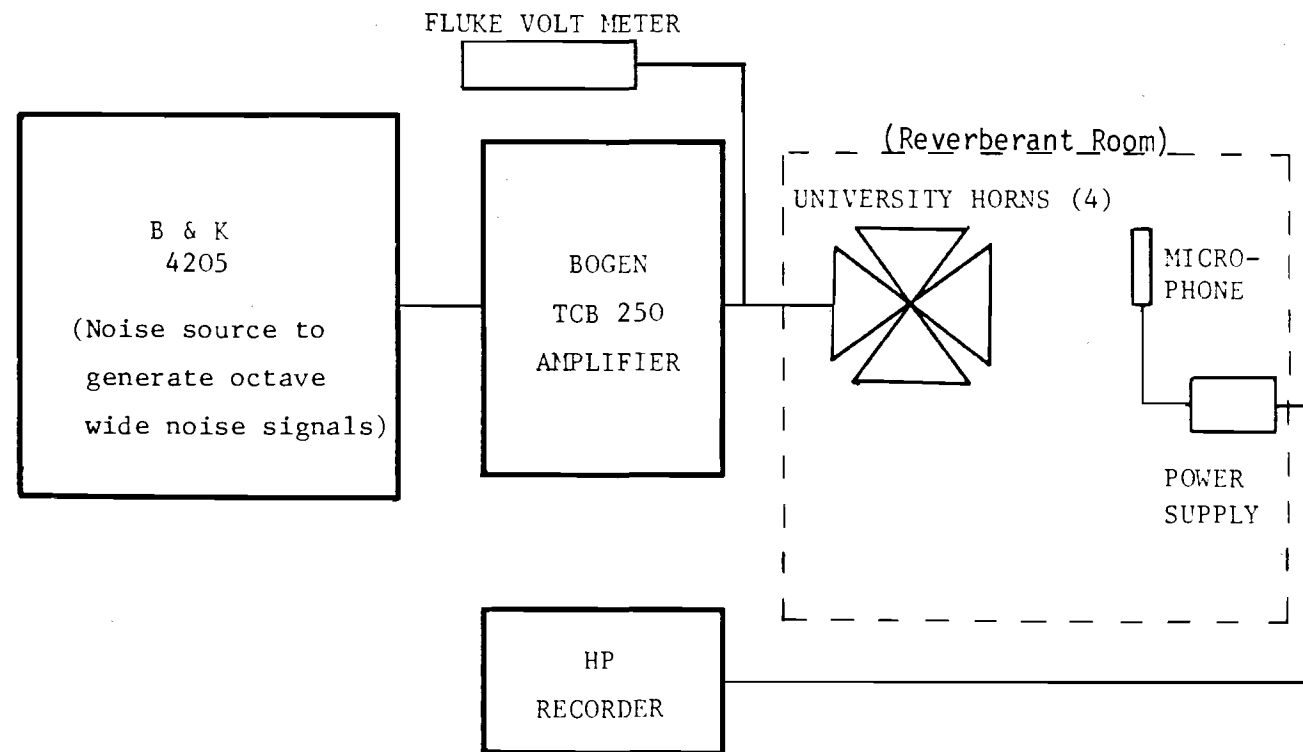 FLUKE VOLT METER
(Reverberant Room)
UNIVERSITY HORNS (4)
B & K
4205
(Noise source to
generate octave
wide noise signals)
BOGEN
TCB 250
AMPLIFIER
MICRO-
PHONE
POWER
SUPPLY
HP
RECORDER